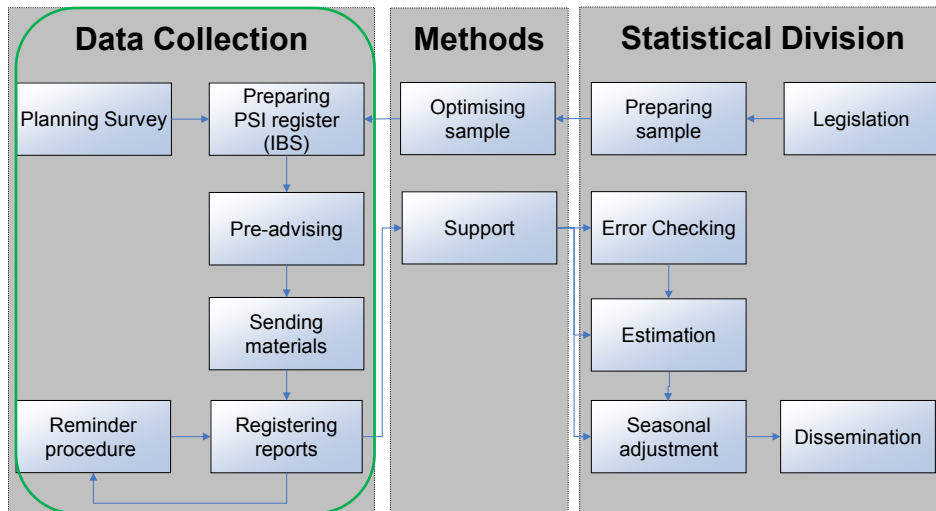 Data Collection
Methods
Statistical Division
Planning Survey
Preparing
PSI register
(IBS)
Optimising
sample
Preparing
sample
Legislation
Pre-advising
Support
Error Checking
Sending
materials
Estimation
Reminder
procedure
Registering
reports
Seasonal
adjustment
Dissemination